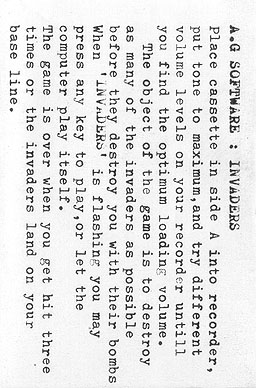 A.G SOFTWARE : INVADERS
Place cassette in side A into recorder,
put tone to maximum,and try different
volume levels on your recorder untill
you find the optimum loading volume.
The object of the game is to destroy
as many of the invaders as possible
before they destroy you with their bombs
When 'INVADERS' is flashing you may
press any key to play,or let the
computer play itself.
The game is over when you get hit three
times or the invaders land on your
base line.